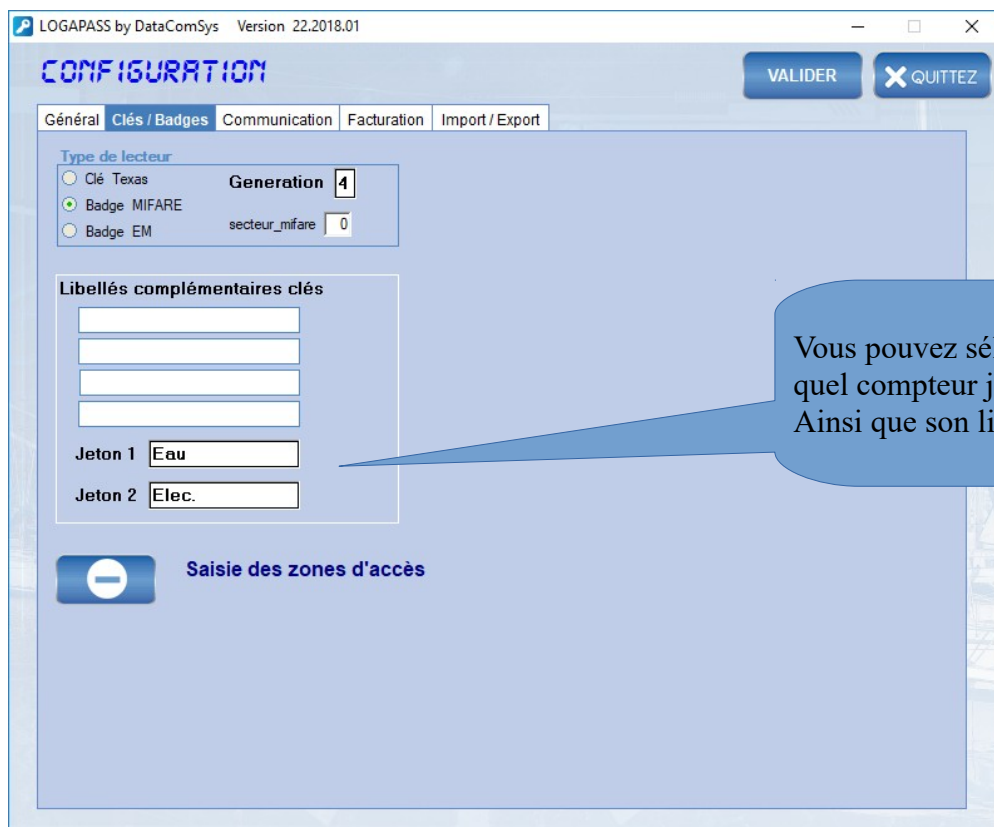 LOGAPASS by DataComSys Version 22.2018.01
CONFIGURATION
VALIDER
QUITTEZ
Général Clés / Badges Communication Facturation Import / Export
Type de lecteur
Clé Texas
Generation 4
Badge MIFARE
secteur_mifare 0
Badge EM
Libellés complémentaires clés
Vous pouvez
quel compteur
Ainsi que son
Jeton 1 Eau
Jeton 2 Elec.
Saisie des zones d'accès